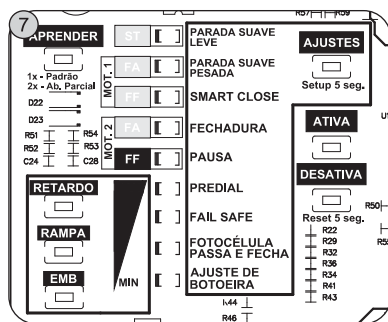 7
R57
R59
APRENDER
1x - Padrão
2x - Ab. Parcial
D22
D23
R51
R54
R52
R53
C24
C28
MOT. 1
MOT. 2
ST
FA
FF
FA
FF
PARADA SUAVE
LEVE
PARADA SUAVE
PESADA
SMART CLOSE
FECHADURA
PAUSA
PREDIAL
FAIL SAFE
FOTOCÉLULA
PASSA E FECHA
AJUSTE DE
BOTOEIRA
AJUSTES
Setup 5 seg.
ATIVA
DESATIVA
Reset 5 seg.
RETARDO
RAMPA
EMB
MIN
R50
R22
R29
R32
R36
R34
R41
R43
R44
R46